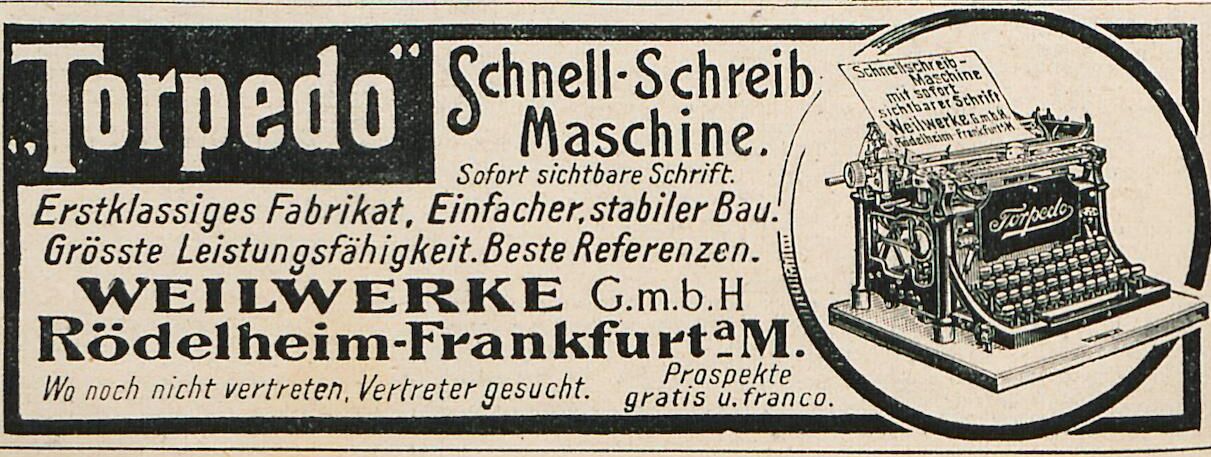 „Torpedo"
Schnell-Schreib
Maschine.
Sofort sichtbare Schrift.
Erstklassiges Fabrikat, Einfacher, stabiler Bau.
Grösste Leistungsfähigkeit. Beste Referenzen.
WEILWERKE G.m.b.H
Rödelheim-Frankfurt a M.
Wo noch nicht vertreten, Vertreter gesucht.
Prospekte
gratis u. franco.
Schnellschreib-
Maschine
mit sofort
sichtbarer Schrift
Weilwerke G.m.b.H.
Rödelheim-Frankfurt a/M
Torpedo